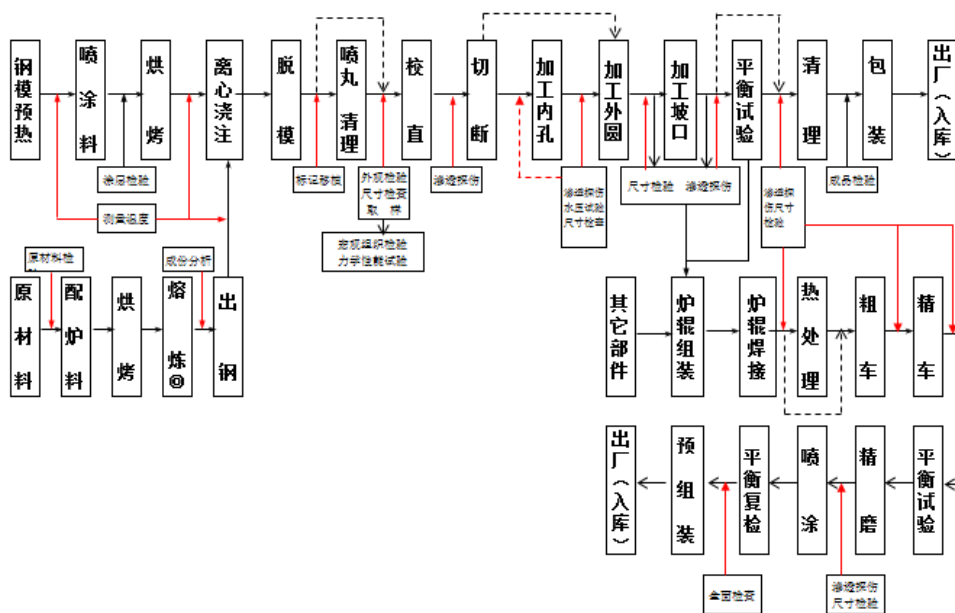 钢模预热
喷涂料
烘烤
离心浇注
脱模
喷丸清理
校直
切断
加工内孔
加工外圆
加工坡口
平衡试验
清理
包装
出厂（入库）
涂层检验
测量温度
标记移植
外观检验
尺寸检查
取 样
宏观组织检验
力学性能试验
渗透探伤
渗透探伤
水压试验
尺寸检查
尺寸检验 渗透探伤
渗透探
伤尺寸
检验
成品检验
原材料检
成份分析
原材料
配炉料
烘烤
熔炼◎
出钢
其它部件
炉辊组装
炉辊焊接
热处理
粗车
精车
出厂（入库）
预组装
平衡复检
喷涂
精磨
平衡试验
全面检查
渗透探伤
尺寸检验